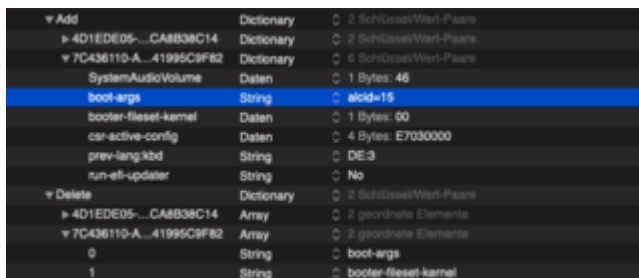 Add Dictionary 2 Schlüssel/Wert-Paare
4D1EDE05-...CA8B38C14 Dictionary 2 Schlüssel/Wert-Paare
7C436110-A...41995C9F82 Dictionary 6 Schlüssel/Wert-Paare
SystemAudioVolume Daten 1 Bytes: 46
boot-args String alcid=15
booter-fileset-kernel Daten 1 Bytes: 00
csr-active-config Daten 4 Bytes: E7030000
prev-lang:kbd String DE:3
run-efi-updater String No
Delete Dictionary 2 Schlüssel/Wert-Paare
4D1EDE05-...CA8B38C14 Array 2 geordnete Elemente
7C436110-A...41995C9F82 Array 2 geordnete Elemente
0 String boot-args
1 String booter-fileset-kernel